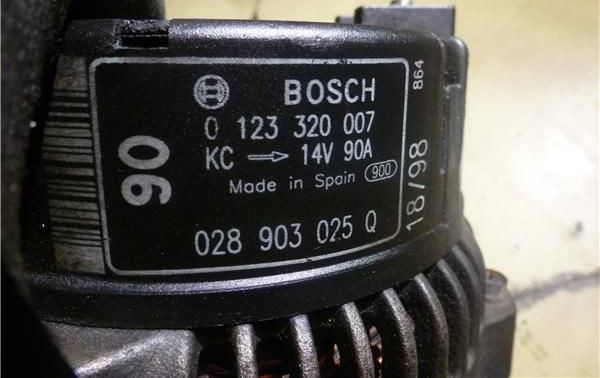 90
BOSCH
0 123 320 007
KC → 14V 90A
Made in Spain 900
028 903 025 Q
18/98
864